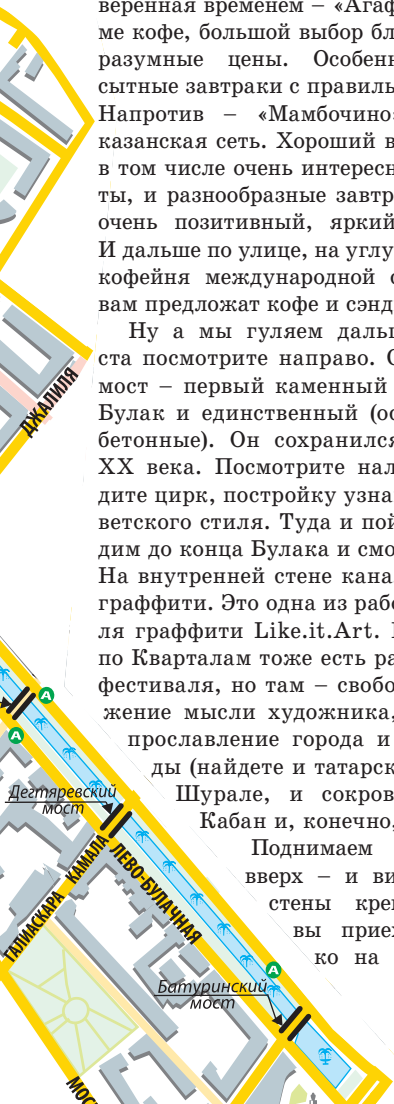 веренная временем – «Агаф
ме кофе, большой выбор бл
разумные цены. Особен
сытные завтраки с правиль
Напротив – «Мамбочино
казанская сеть. Хороший в
в том числе очень интересн
ты, и разнообразные завтр
очень позитивный, яркий
И дальше по улице, на углу
кофейня международной с
вам предложат кофе и сэнд
Ну а мы гуляем дальш
ста посмотрите направо. С
мост – первый каменный
Булак и единственный (ос
бетонные). Он сохранился
XX века. Посмотрите нал
дите цирк, постройку узна
ветского стиля. Туда и пой
дим до конца Булака и смо
На внутренней стене кана
граффити. Это одна из рабо
ля граффити Like.it.Art. 
по Кварталам тоже есть ра
фестиваля, но там – свобо
жение мысли художника,
прославление города и
ды (найдете и татарск
Шурале, и сокров
Кабан и, конечно,
Поднимаем
вверх – и ви
стены кре
вы прие
ко на
ДЖАЛИЛЯ
А
А
Дегтяревский
мост
ЛЕВО-БУЛАЧНАЯ
ГАЛИАСКАРА КАМАЛА
А
Батуринский
мост
МОС